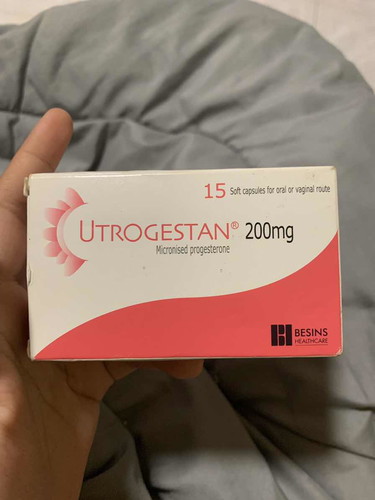 15 Soft capsules for oral or vaginal route
UTROGESTAN® 200mg
Micronised progesterone
BESINS
HEALTHCARE